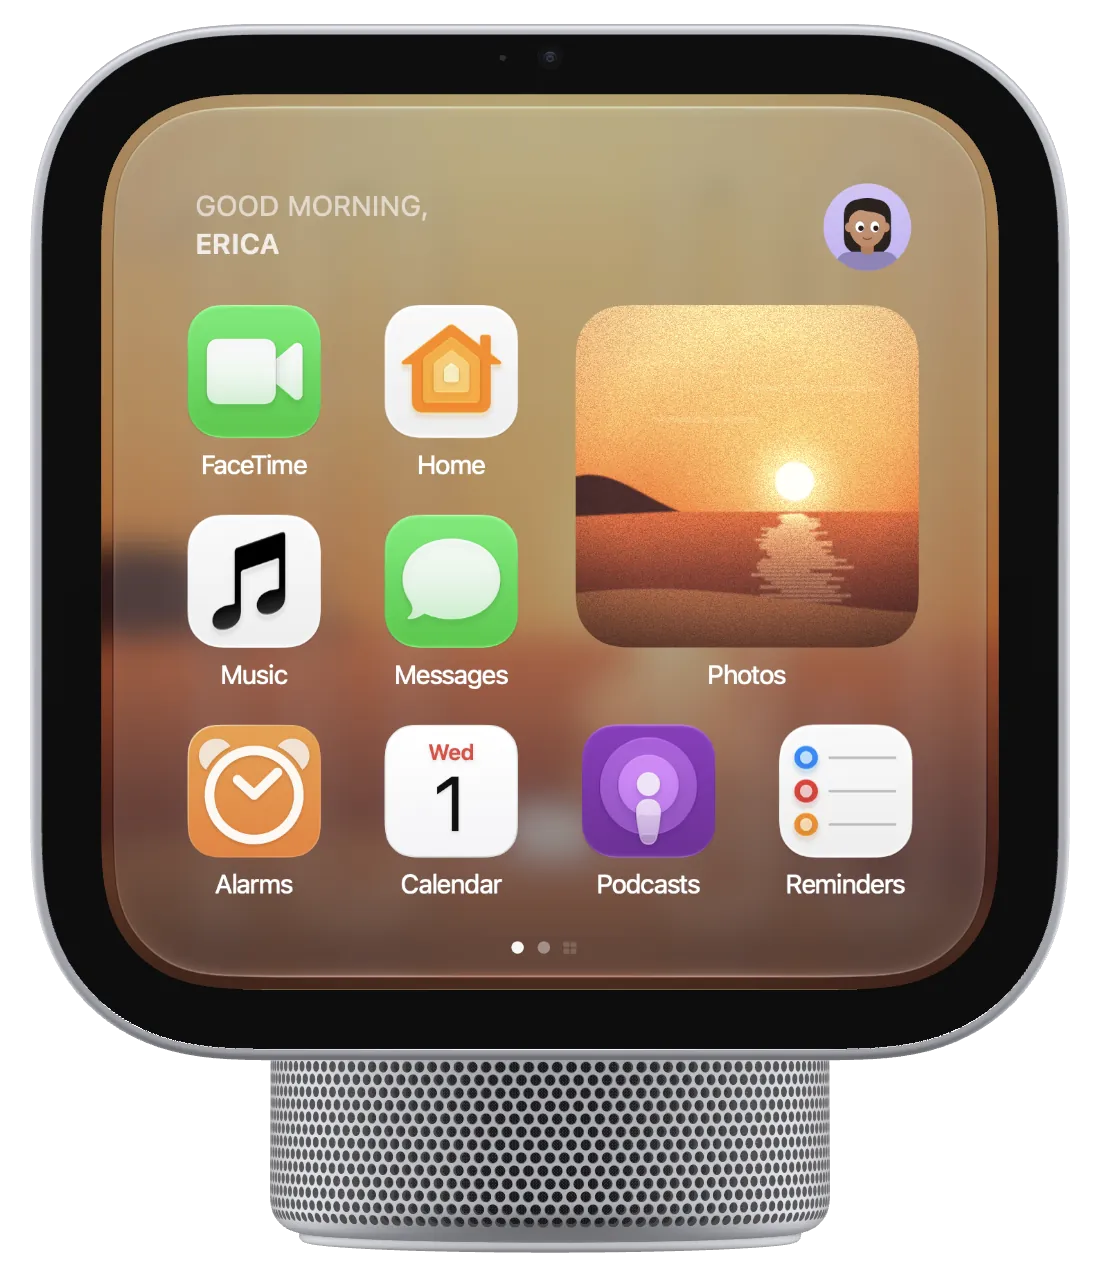 GOOD MORNING,
ERICA
FaceTime
Home
Music
Messages
Photos
Wed
1
Alarms
Calendar
Podcasts
Reminders